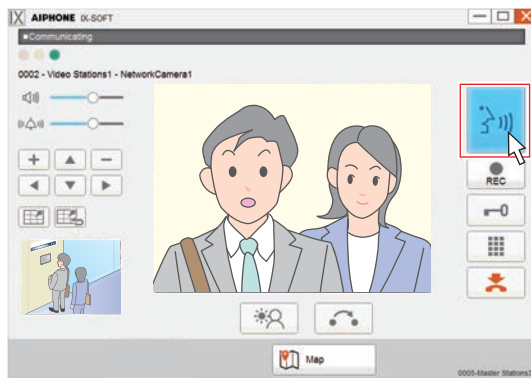 AIPHONE IX-SOFT
■Communicating
0002 - Video Stations1 - NetworkCamera1
REC
Map
0005-Master Stations1